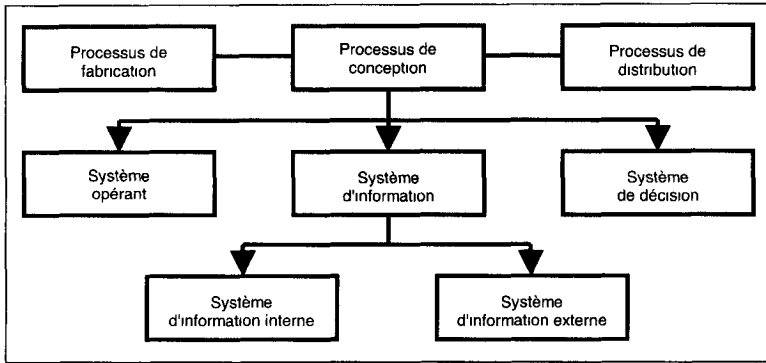 Processus de
fabrication
Processus de
conception
Processus de
distribution
Système
opérant
Système
d'information
Système
de décision
Système
d'information interne
Système
d'information externe